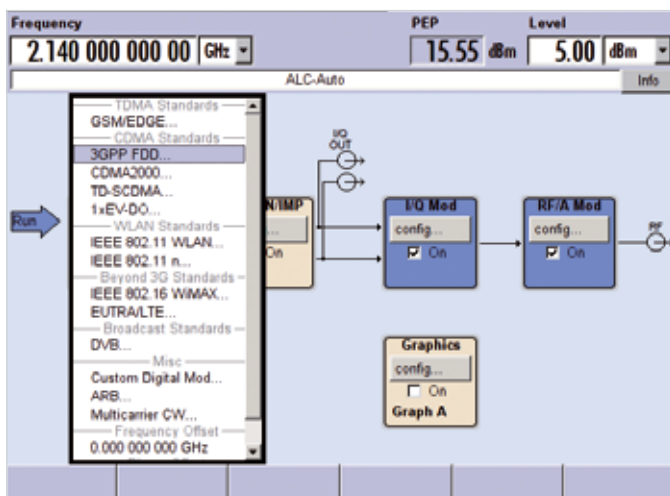 Frequency PEP Level
2.140 000 000 00 GHz 15.55 dBm 5.00 dBm
ALC-Auto Info
TDMA Standards
GSM/EDGE...
CDMA Standards
3GPP FDD...
CDMA2000...
TD-SCDMA...
1xEV-DO...
WLAN Standards
IEEE 802.11 WLAN...
IEEE 802.11 n...
Beyond 3G Standards
IEEE 802.16 WiMAX...
EUTRA/LTE...
Broadcast Standards
DVB...
Misc
Custom Digital Mod...
ARB...
Multicarrier CW...
Frequency Offset
0.000 000 000 GHz
Run
N/IMP
...
On
I/Q
OUT
I/Q Mod
config...
On
RF/A Mod
config...
On
RF
Graphics
config...
On
Graph A